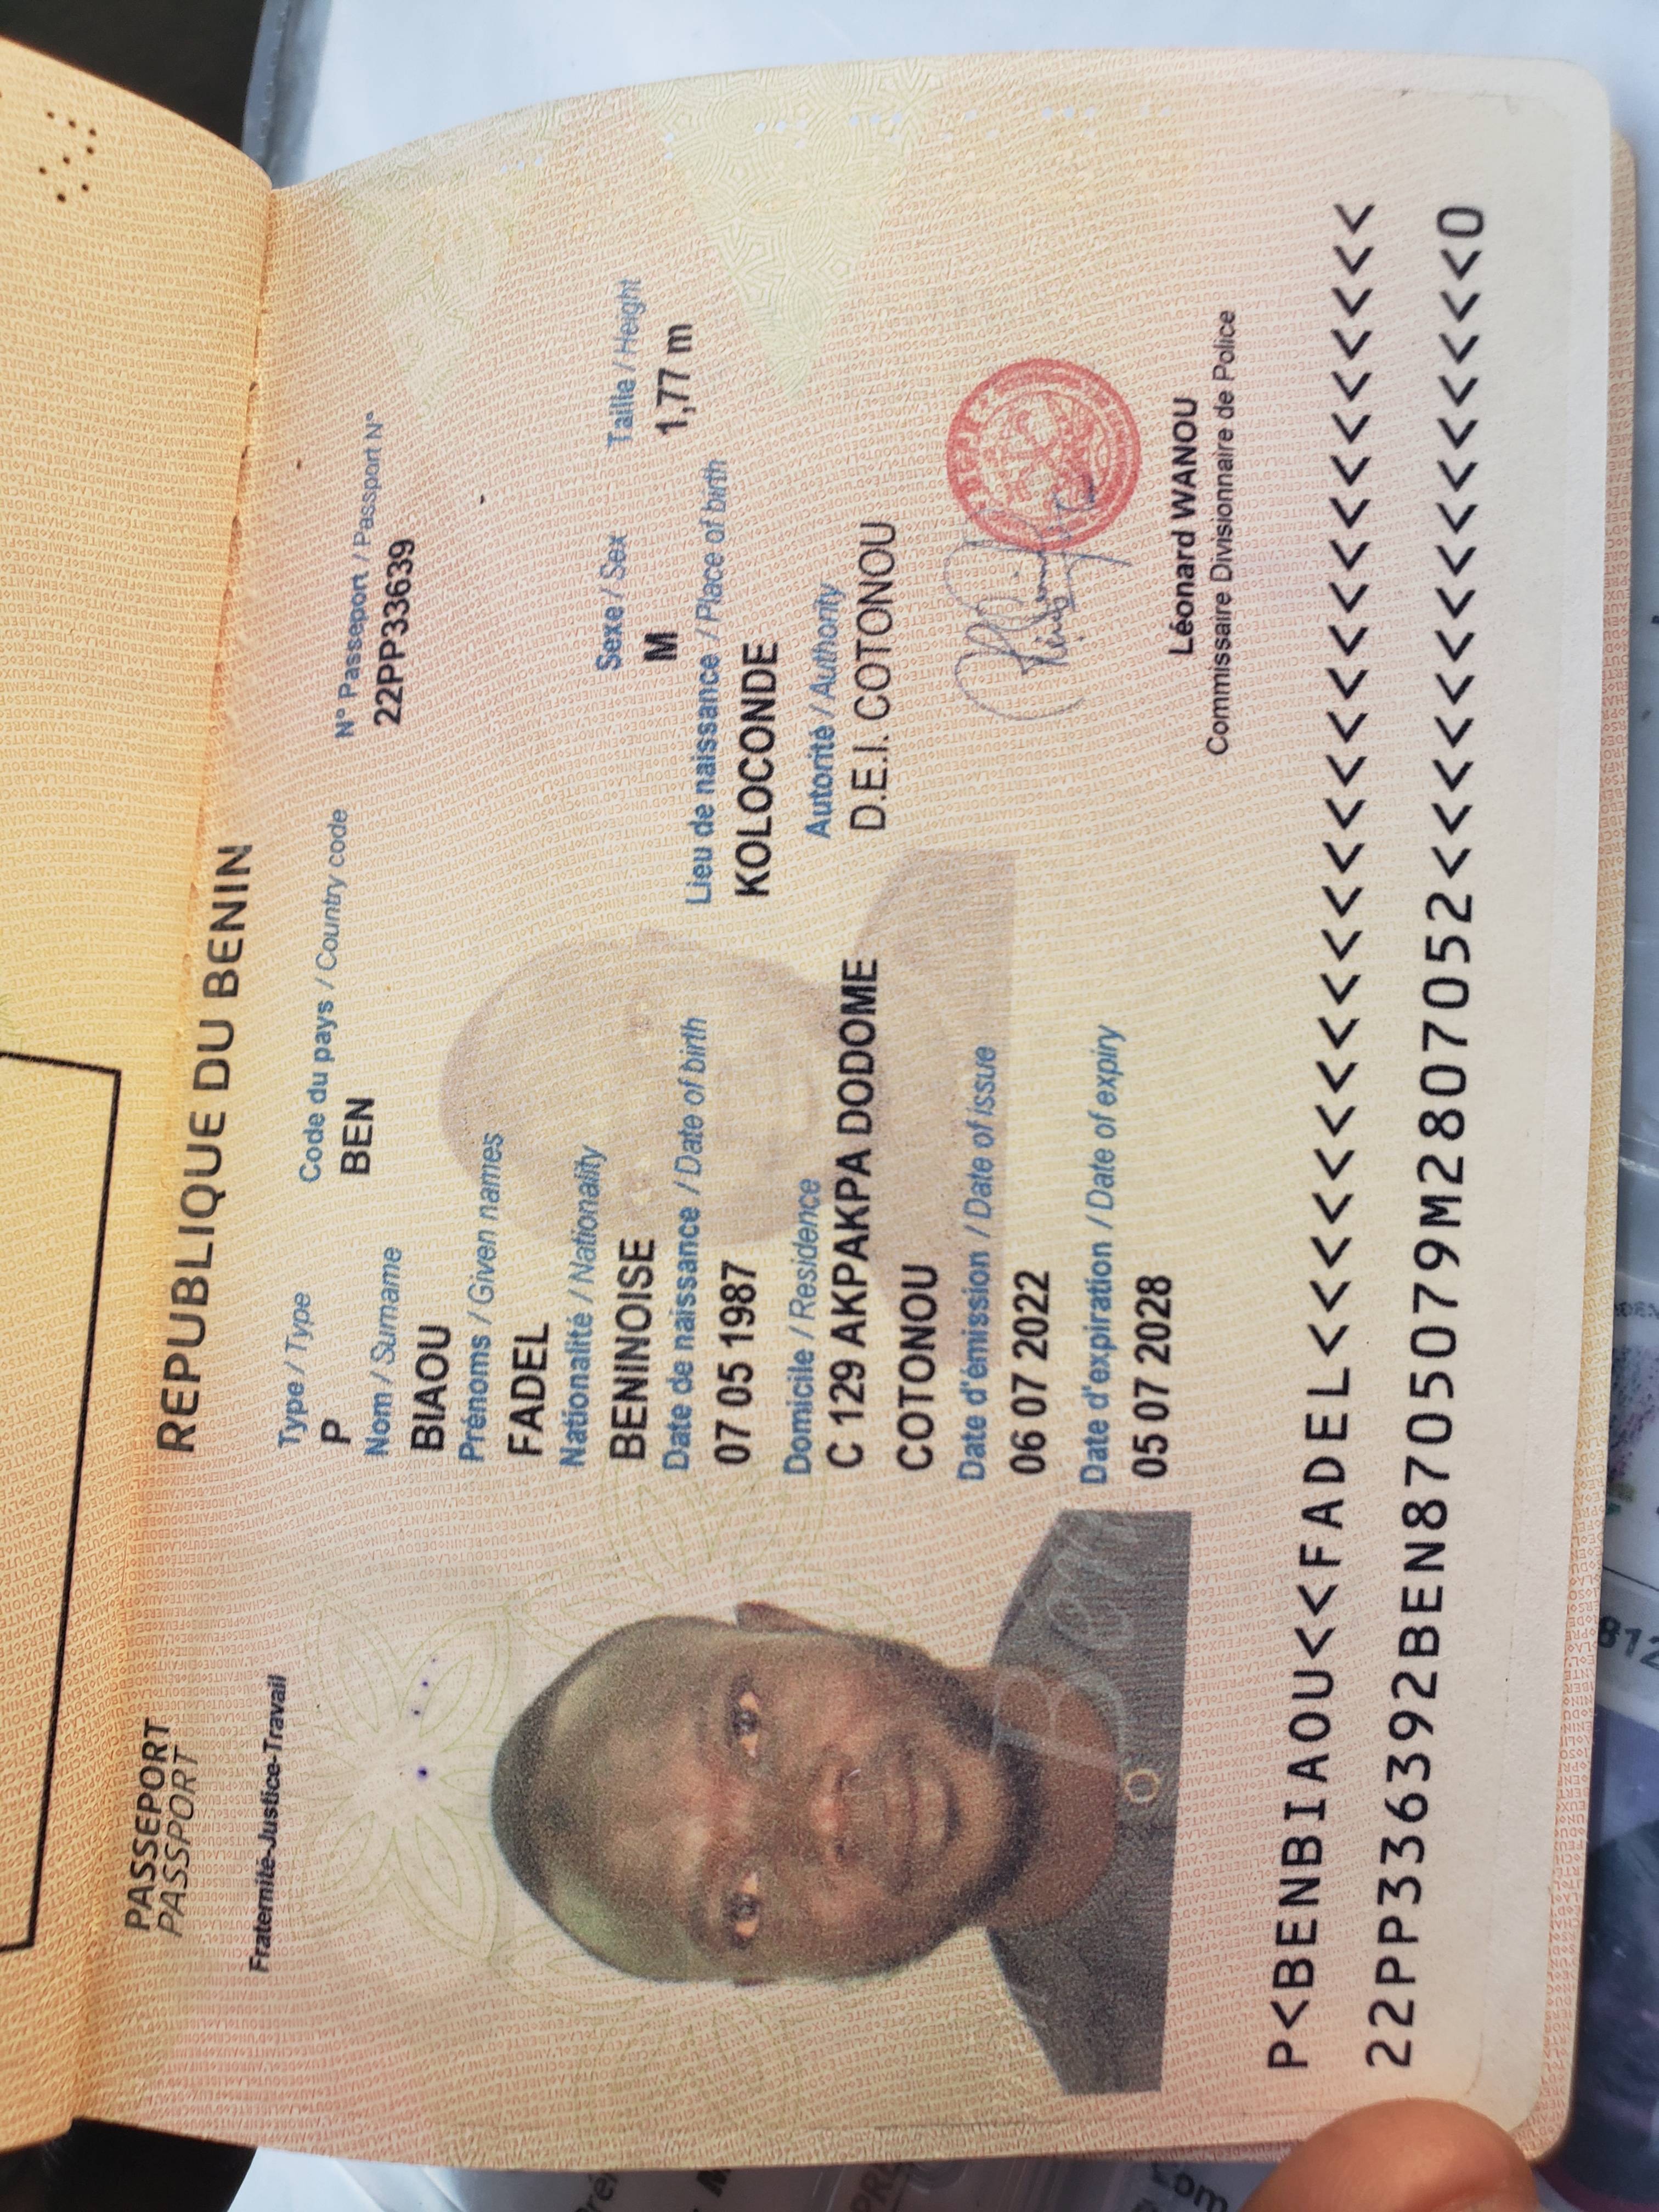 REPUBLIQUE DU BENIN
PASSEPORT
PASSPORT
Fraternité-Justice-Travail
Type / Type
P
Code du pays / Country code
BEN
N° Passeport / Passport N°
22PP33639
Nom / Surname
BIAOU
Prénoms / Given names
FADEL
Nationalité / Nationality
BENINOISE
Sexe / Sex
M
Taille / Height
1,77 m
Date de naissance / Date of birth
07 05 1987
Lieu de naissance / Place of birth
KOLOCONDE
Domicile / Residence
C 129 AKPAKPA DODOME
COTONOU
Autorité / Authority
D.E.I. COTONOU
Date d'émission / Date of issue
06 07 2022
Date d'expiration / Date of expiry
05 07 2028
Léonard WANOU
Commissaire Divisionnaire de Police
P<BENBIAOU<<FADEL<<<<<<<<<<<<<<<<<<<<<<<<<<<
22PP336392BEN8705079M2807052<<<<<<<<<<<<<<<0